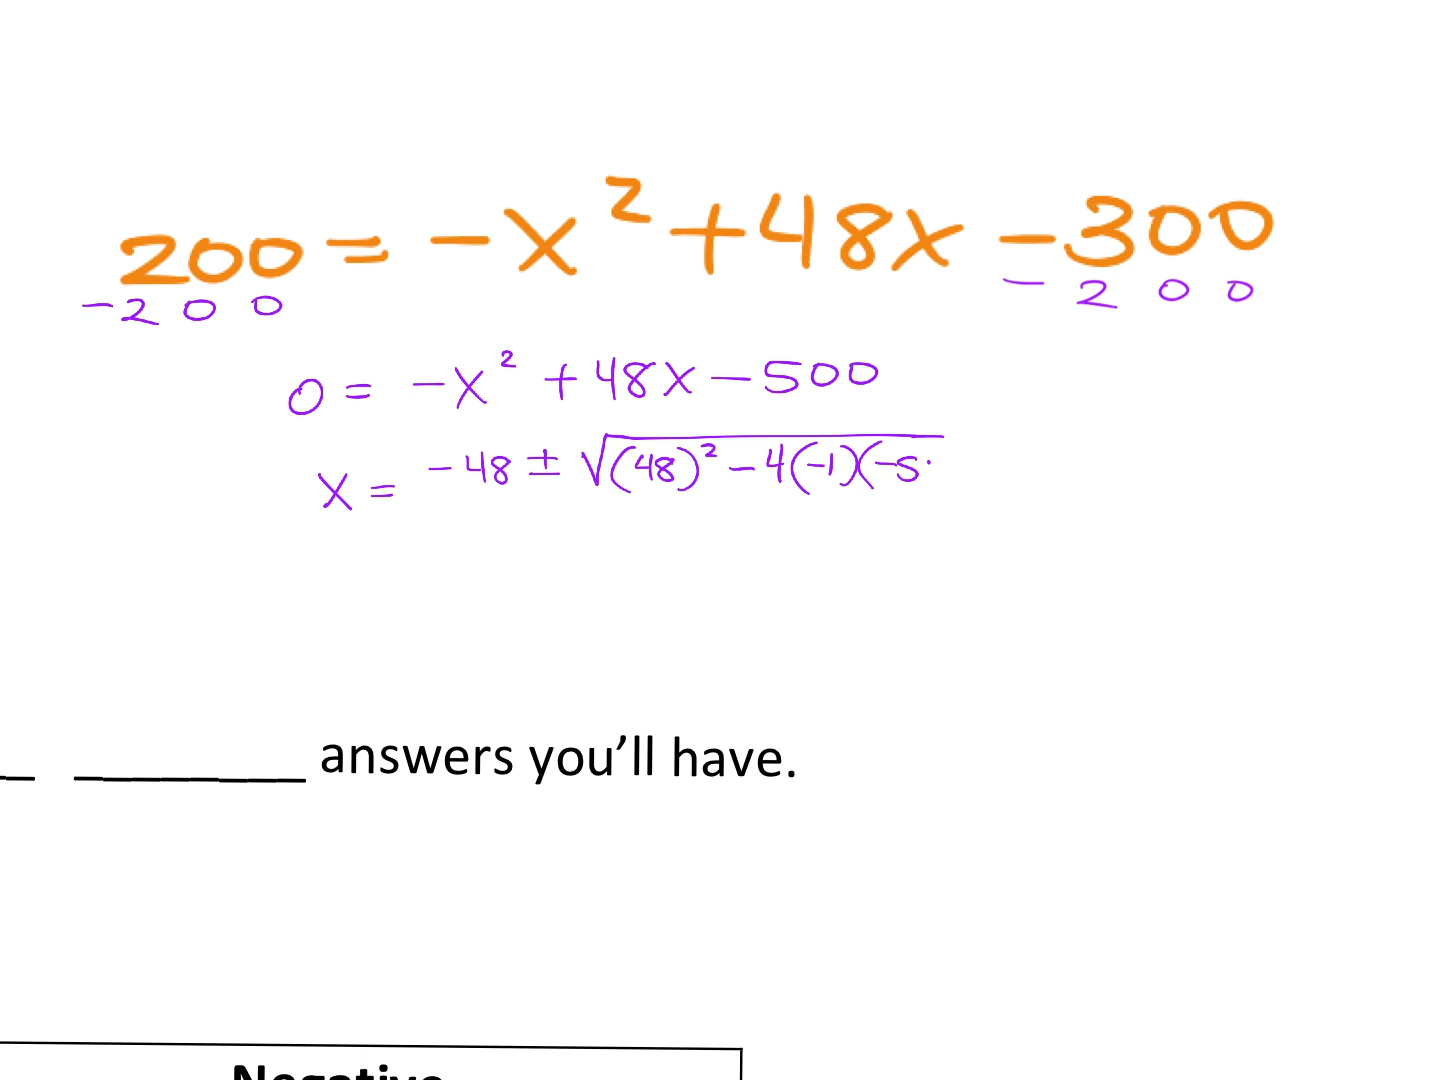 200 = -x² + 48x - 300
-200 - 200
0 = -x² + 48x - 500
x = -48 ± √(48)² - 4(-1)(-5
answers you'll have.
Negative